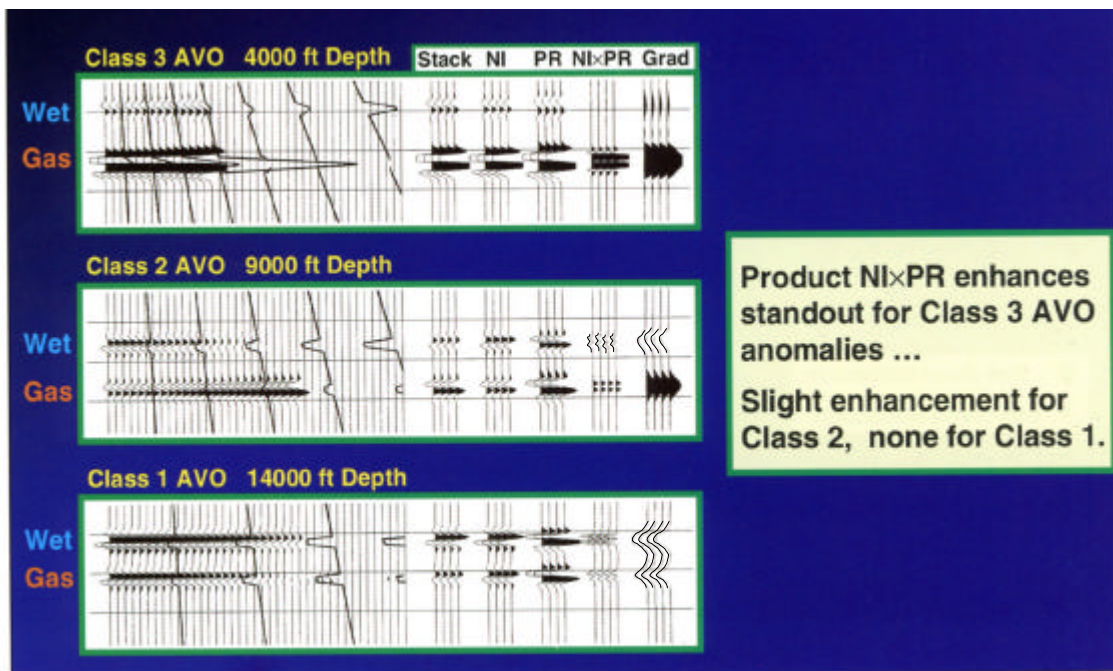 Class 3 AVO 4000 ft Depth
Stack NI PR NI×PR Grad
Wet
Gas
Class 2 AVO 9000 ft Depth
Wet
Gas
Class 1 AVO 14000 ft Depth
Wet
Gas
Product NI×PR enhances
standout for Class 3 AVO
anomalies ...
Slight enhancement for
Class 2, none for Class 1.